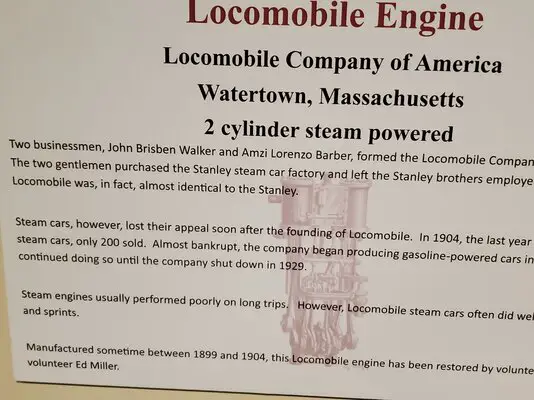 Locomobile Engine
Locomobile Company of America
Watertown, Massachusetts
2 cylinder steam powered
Two businessmen, John Brisben Walker and Amzi Lorenzo Barber, formed the Locomobile Compan
The two gentlemen purchased the Stanley steam car factory and left the Stanley brothers employe
Locomobile was, in fact, almost identical to the Stanley.
Steam cars, however, lost their appeal soon after the founding of Locomobile. In 1904, the last year
steam cars, only 200 sold. Almost bankrupt, the company began producing gasoline-powered cars in
continued doing so until the company shut down in 1929.
Steam engines usually performed poorly on long trips. However, Locomobile steam cars often did wel
and sprints.
Manufactured sometime between 1899 and 1904, this Locomobile engine has been restored by volunte
volunteer Ed Miller.